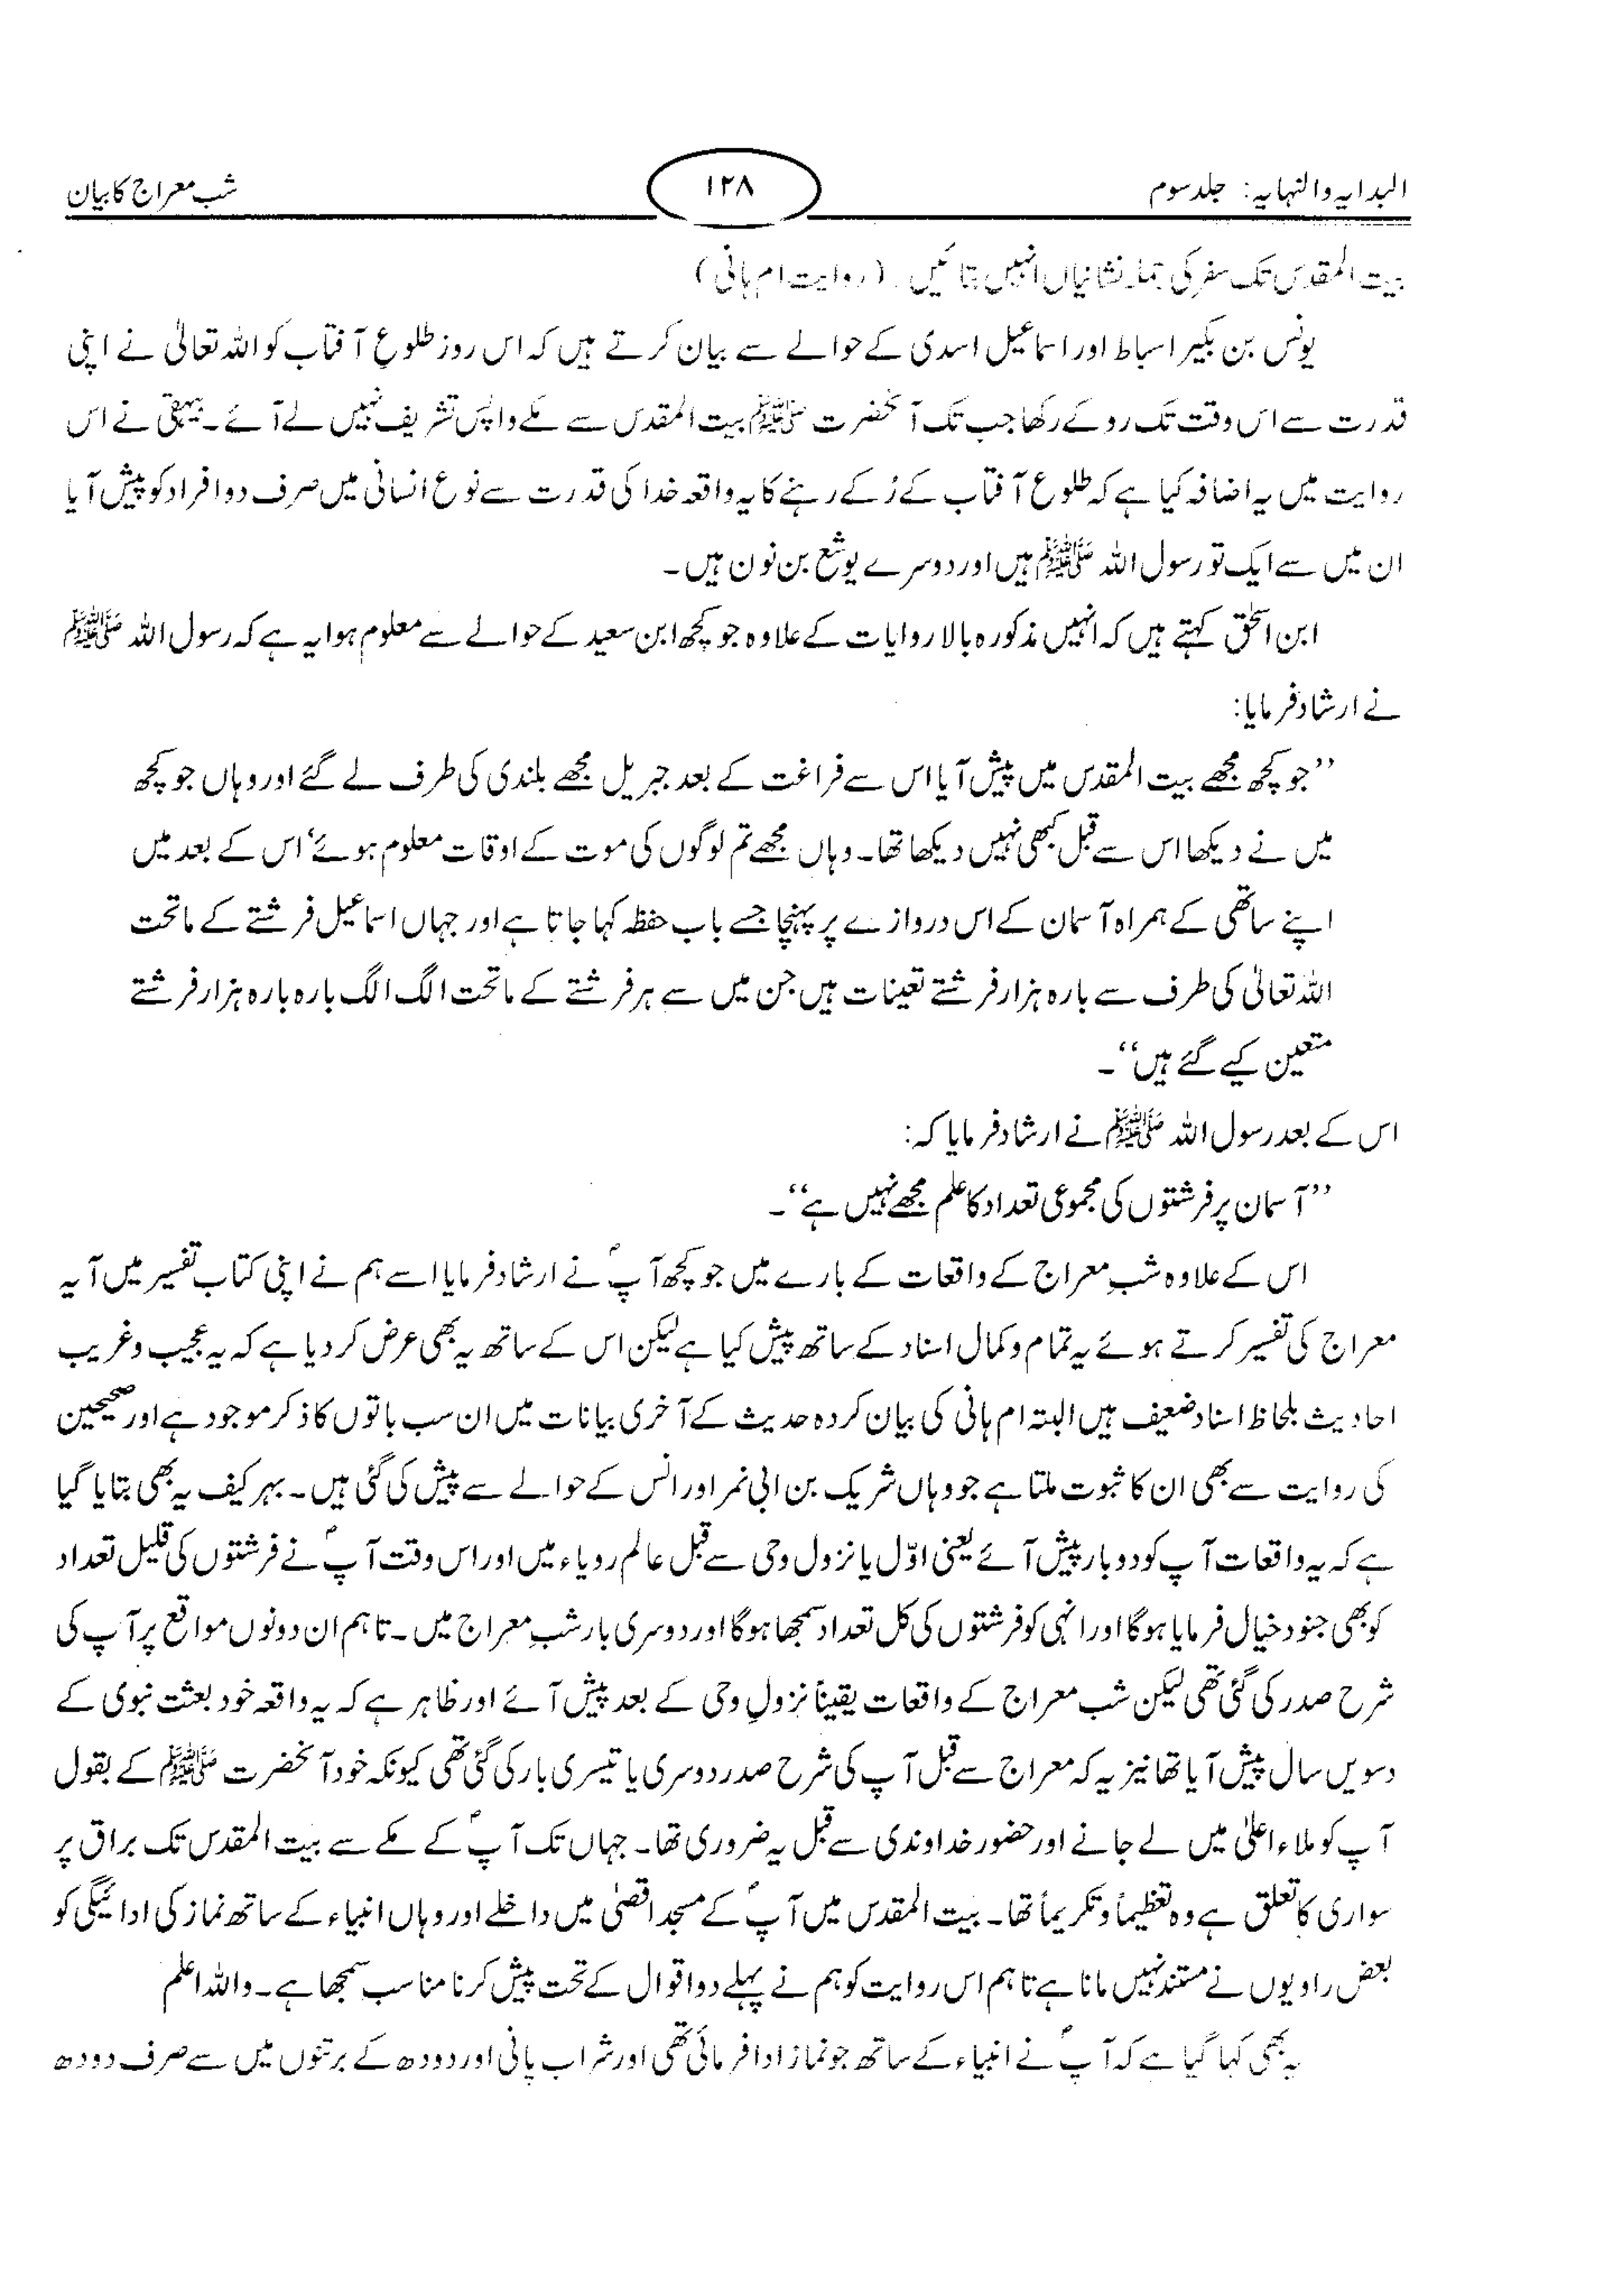 البدایہ والنہایہ: جلد سوم
۱۲۸
شب معراج کا بیان
بیت المقدس تک سفر کی جملہ نشانیاں انہیں بتائیں۔ (روایت ام ہانی)
یونس بن بکیر اسباط اور اسماعیل اسدی کے حوالے سے بیان کرتے ہیں کہ اس روز طلوعِ آفتاب کو اللہ تعالیٰ نے اپنی
قدرت سے اس وقت تک روکے رکھا جب تک آنحضرت ﷺ بیت المقدس سے مکے واپس تشریف نہیں لے آئے۔ بیہقی نے اس
روایت میں یہ اضافہ کیا ہے کہ طلوع آفتاب کے رُکے رہنے کا یہ واقعہ خدا کی قدرت سے نوع انسانی میں صرف دو افراد کو پیش آیا
ان میں سے ایک تو رسول اللہ ﷺ ہیں اور دوسرے یوشع بن نون ہیں۔
ابن اسحٰق کہتے ہیں کہ انہیں مذکورہ بالا روایات کے علاوہ جو کچھ ابن سعید کے حوالے سے معلوم ہوا یہ ہے کہ رسول اللہ ﷺ
نے ارشاد فرمایا:
’’جو کچھ مجھے بیت المقدس میں پیش آیا اس سے فراغت کے بعد جبریل مجھے بلندی کی طرف لے گئے اور وہاں جو کچھ
میں نے دیکھا اس سے قبل کبھی نہیں دیکھا تھا۔ وہاں مجھے تم لوگوں کی موت کے اوقات معلوم ہوئے‘ اس کے بعد میں
اپنے ساتھی کے ہمراہ آسمان کے اس دروازے پر پہنچا جسے باب حفظہ کہا جاتا ہے اور جہاں اسماعیل فرشتے کے ماتحت
اللہ تعالیٰ کی طرف سے بارہ ہزار فرشتے تعینات ہیں جن میں سے ہر فرشتے کے ماتحت الگ الگ بارہ بارہ ہزار فرشتے
متعین کیے گئے ہیں‘‘۔
اس کے بعد رسول اللہ ﷺ نے ارشاد فرمایا کہ:
’’آسمان پر فرشتوں کی مجموعی تعداد کا علم مجھے نہیں ہے‘‘۔
اس کے علاوہ شبِ معراج کے واقعات کے بارے میں جو کچھ آپؐ نے ارشاد فرمایا اسے ہم نے اپنی کتاب تفسیر میں آیہ
معراج کی تفسیر کرتے ہوئے بہ تمام و کمال اسناد کے ساتھ پیش کیا ہے لیکن اس کے ساتھ یہ بھی عرض کر دیا ہے کہ یہ عجیب و غریب
احادیث بلحاظ اسناد ضعیف ہیں البتہ ام ہانی کی بیان کردہ حدیث کے آخری بیانات میں ان سب باتوں کا ذکر موجود ہے اور صحیحین
کی روایت سے بھی ان کا ثبوت ملتا ہے جو وہاں شریک بن ابی نمر اور انس کے حوالے سے پیش کی گئی ہیں۔ بہر کیف یہ بھی بتایا گیا
ہے کہ یہ واقعات آپ کو دو بار پیش آئے یعنی اوّل یا نزول وحی سے قبل عالم رویاء میں اور اس وقت آپؐ نے فرشتوں کی قلیل تعداد
کو بھی جنود خیال فرمایا ہوگا اور انہی کو فرشتوں کی کل تعداد سمجھا ہوگا اور دوسری بار شبِ معراج میں۔ تاہم ان دونوں مواقع پر آپ کی
شرح صدر کی گئی تھی لیکن شب معراج کے واقعات یقیناً نزولِ وحی کے بعد پیش آئے اور ظاہر ہے کہ یہ واقعہ خود بعثت نبوی کے
دسویں سال پیش آیا تھا نیز یہ کہ معراج سے قبل آپ کی شرح صدر دوسری یا تیسری بار کی گئی تھی کیونکہ خود آنحضرت ﷺ کے بقول
آپ کو ملاء اعلیٰ میں لے جانے اور حضور خداوندی سے قبل یہ ضروری تھا۔ جہاں تک آپؐ کے مکے سے بیت المقدس تک براق پر
سواری کا تعلق ہے وہ تعظیماً و تکریماً تھا۔ بیت المقدس میں آپؐ کے مسجد اقصیٰ میں داخلے اور وہاں انبیاء کے ساتھ نماز کی ادائیگی کو
بعض راویوں نے مستند نہیں مانا ہے تاہم اس روایت کو ہم نے پہلے دو اقوال کے تحت پیش کرنا مناسب سمجھا ہے۔ واللہ اعلم
یہ بھی کہا گیا ہے کہ آپؐ نے انبیاء کے ساتھ جو نماز ادا فرمائی تھی اور شراب پانی اور دودھ کے برتنوں میں سے صرف دودھ